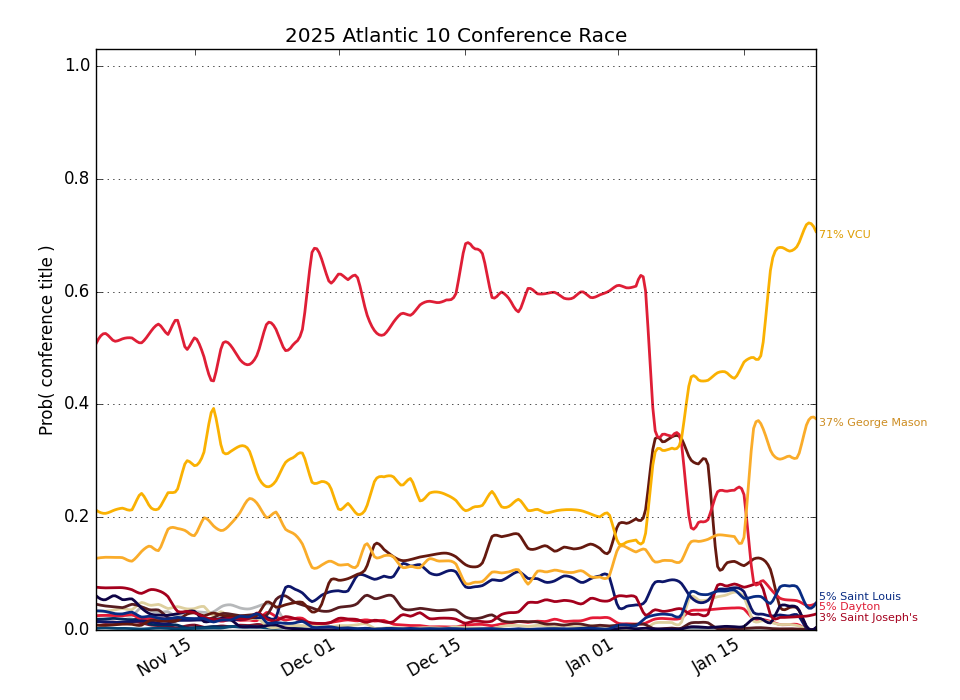 2025 Atlantic 10 Conference Race
Prob( conference title )
1.0
0.8
0.6
0.4
0.2
0.0
Nov 15
Dec 01
Dec 15
Jan 01
Jan 15
71% VCU
37% George Mason
5% Saint Louis
4% Dayton
3% Saint Joseph's